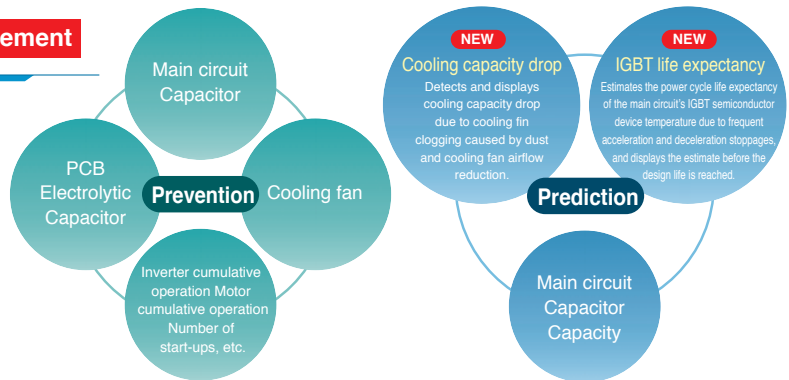 ement
Main circuit
Capacitor
PCB
Electrolytic
Capacitor
Prevention
Cooling fan
Inverter cumulative
operation Motor
cumulative operation
Number of
start-ups, etc.
NEW
Cooling capacity drop
Detects and displays
cooling capacity drop
due to cooling fin
clogging caused by dust
and cooling fan airflow
reduction.
NEW
IGBT life expectancy
Estimates the power cycle life expectancy
of the main circuit's IGBT semiconductor
device temperature due to frequent
acceleration and deceleration stoppages,
and displays the estimate before the
design life is reached.
Prediction
Main circuit
Capacitor
Capacity